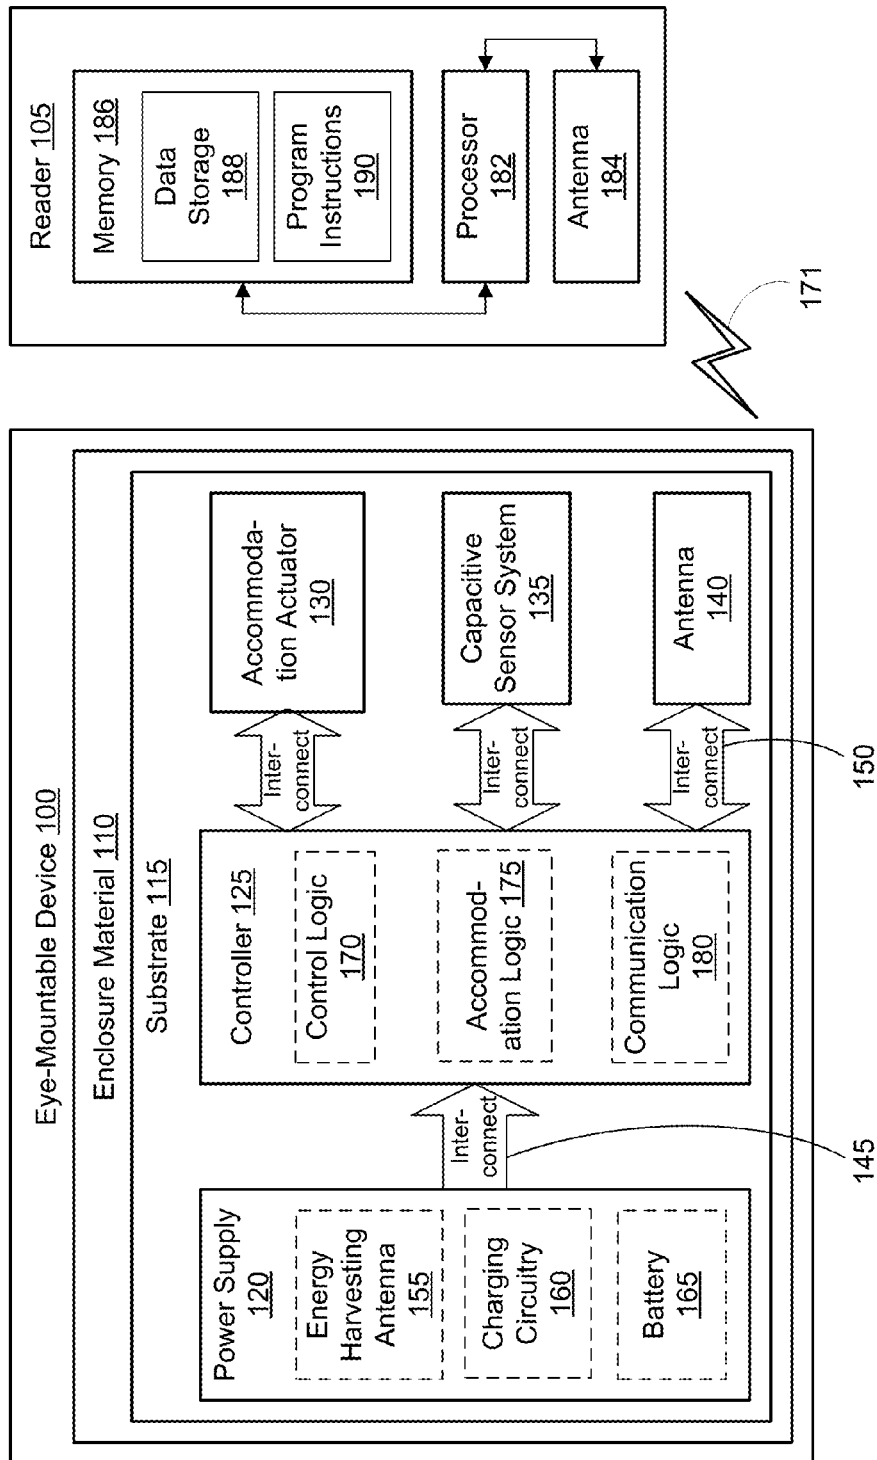 Eye-Mountable Device 100
Enclosure Material 110
Substrate 115
Power Supply
120
Energy
Harvesting
Antenna
155
Charging
Circuitry
160
Battery
165
Inter-
connect
145
Controller 125
Control Logic
170
Accommod-
ation Logic 175
Communication
Logic
180
Inter-
connect
Inter-
connect
Inter-
connect
150
Accommoda-
tion Actuator
130
Capacitive
Sensor System
135
Antenna
140
171
Reader 105
Memory 186
Data
Storage
188
Program
Instructions
190
Processor
182
Antenna
184